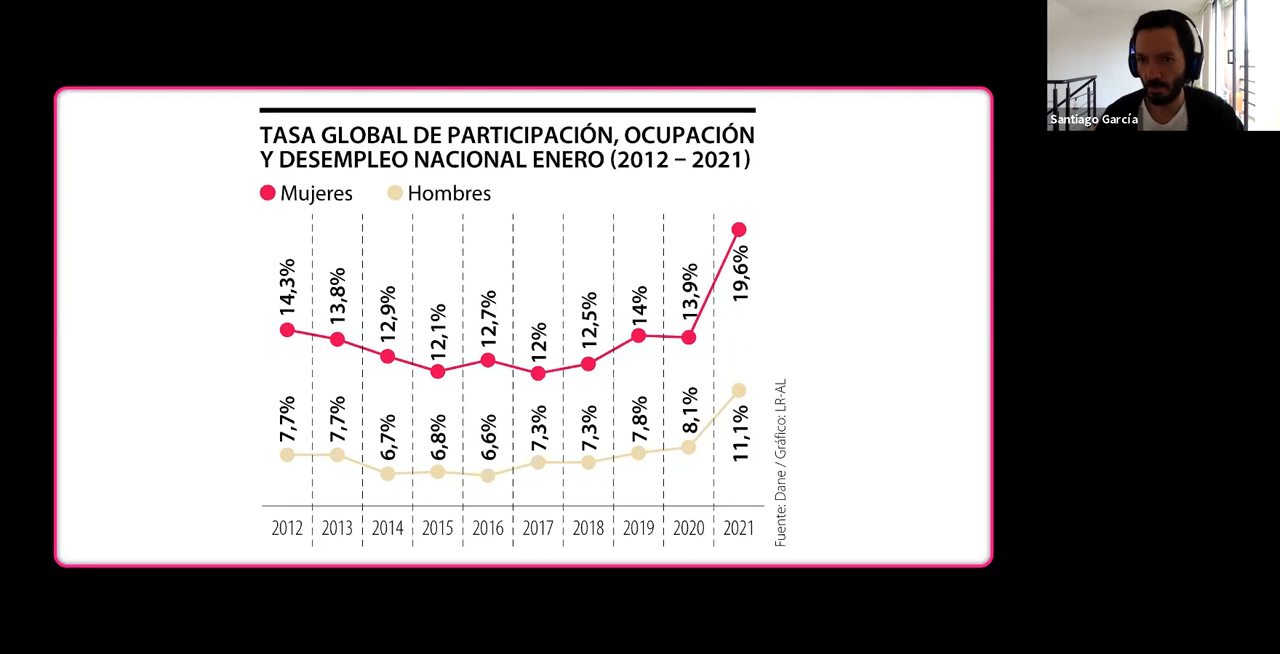 TASA GLOBAL DE PARTICIPACIÓN, OCUPACIÓN
Y DESEMPLEO NACIONAL ENERO (2012 – 2021)
Mujeres Hombres
14,3% 13,8% 12,9% 12,1% 12,7% 12% 12,5% 14% 13,9% 19,6%
7,7% 7,7% 6,7% 6,8% 6,6% 7,3% 7,3% 7,8% 8,1% 11,1%
2012 2013 2014 2015 2016 2017 2018 2019 2020 2021
Fuente: Dane / Gráfico: LR-AL
Santiago García